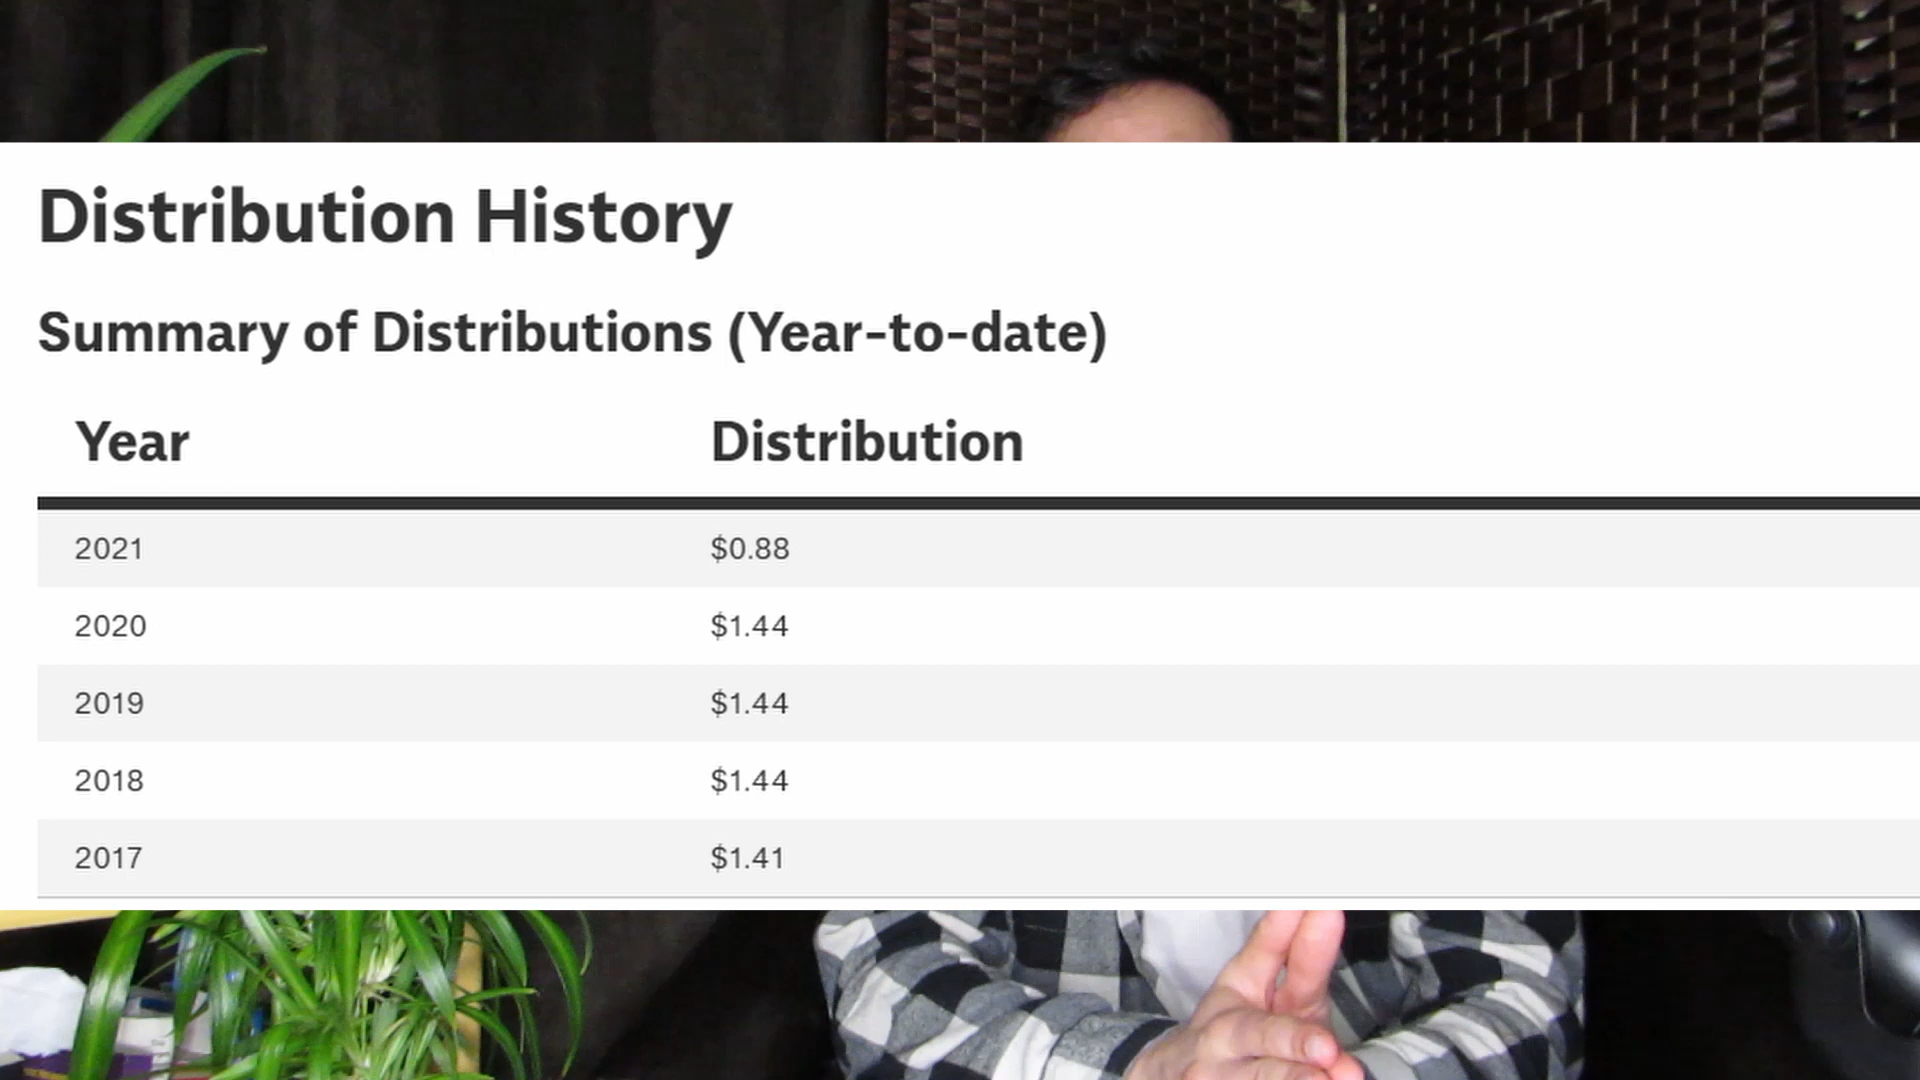 Distribution History
Summary of Distributions (Year-to-date)
Year Distribution
2021 $0.88
2020 $1.44
2019 $1.44
2018 $1.44
2017 $1.41